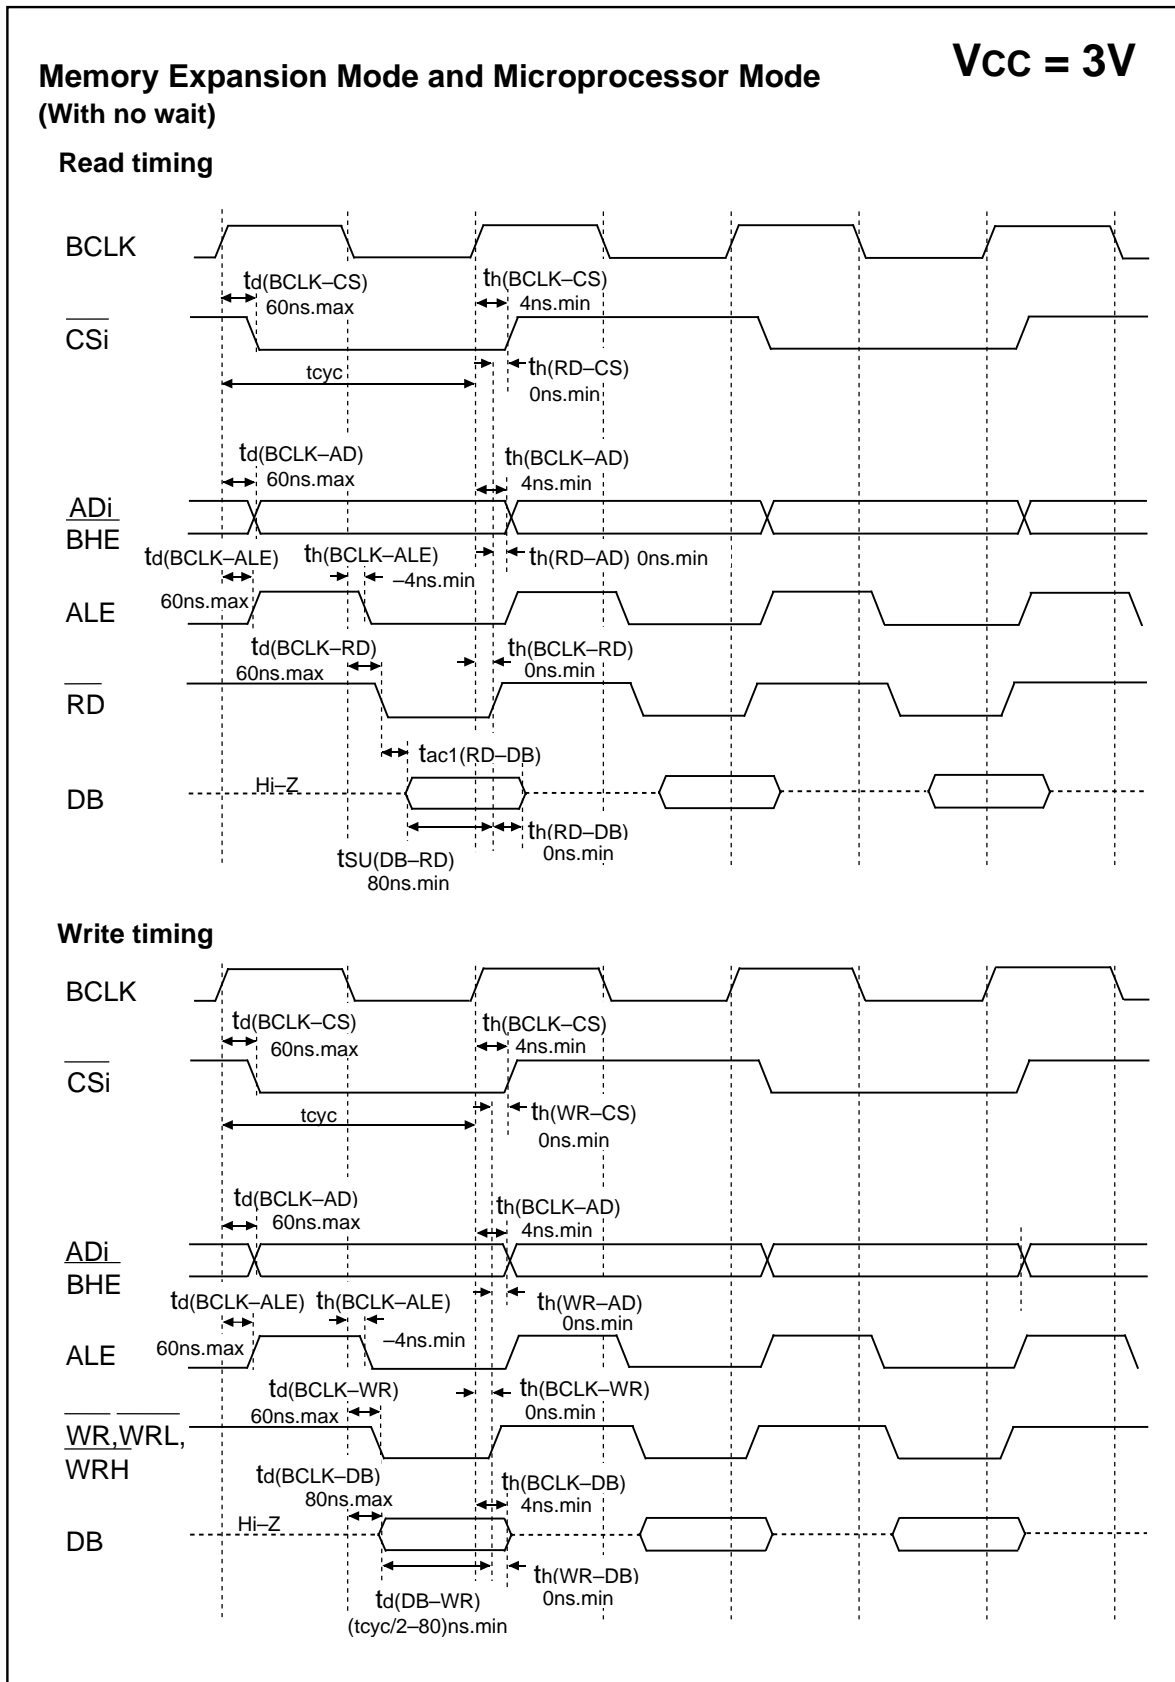 VCC = 3V
Memory Expansion Mode and Microprocessor Mode
(With no wait)
Read timing
BCLK
td(BCLK–CS)
60ns.max
th(BCLK–CS)
4ns.min
CSi
tcyc
th(RD–CS)
0ns.min
td(BCLK–AD)
60ns.max
th(BCLK–AD)
4ns.min
ADi
BHE
td(BCLK–ALE)
60ns.max
th(BCLK–ALE)
–4ns.min
th(RD–AD) 0ns.min
ALE
td(BCLK–RD)
60ns.max
th(BCLK–RD)
0ns.min
RD
tac1(RD–DB)
DB
Hi–Z
tSU(DB–RD)
80ns.min
th(RD–DB)
0ns.min
Write timing
BCLK
td(BCLK–CS)
60ns.max
th(BCLK–CS)
4ns.min
CSi
tcyc
th(WR–CS)
0ns.min
td(BCLK–AD)
60ns.max
th(BCLK–AD)
4ns.min
ADi
BHE
td(BCLK–ALE)
60ns.max
th(BCLK–ALE)
–4ns.min
th(WR–AD)
0ns.min
ALE
td(BCLK–WR)
60ns.max
th(BCLK–WR)
0ns.min
WR,WRL,
WRH
td(BCLK–DB)
80ns.max
th(BCLK–DB)
4ns.min
DB
Hi–Z
td(DB–WR)
(tcyc/2–80)ns.min
th(WR–DB)
0ns.min